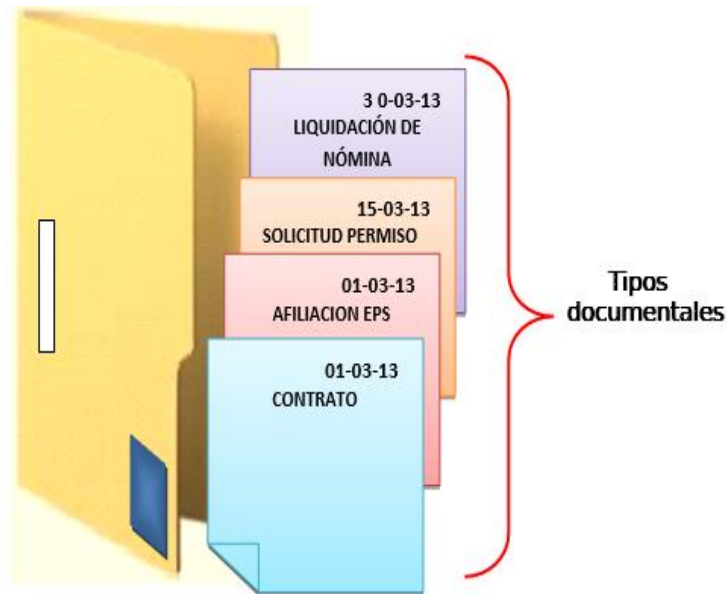 3 0-03-13
LIQUIDACIÓN DE
NÓMINA
15-03-13
SOLICITUD PERMISO
01-03-13
AFILIACION EPS
01-03-13
CONTRATO
Tipos
documentales